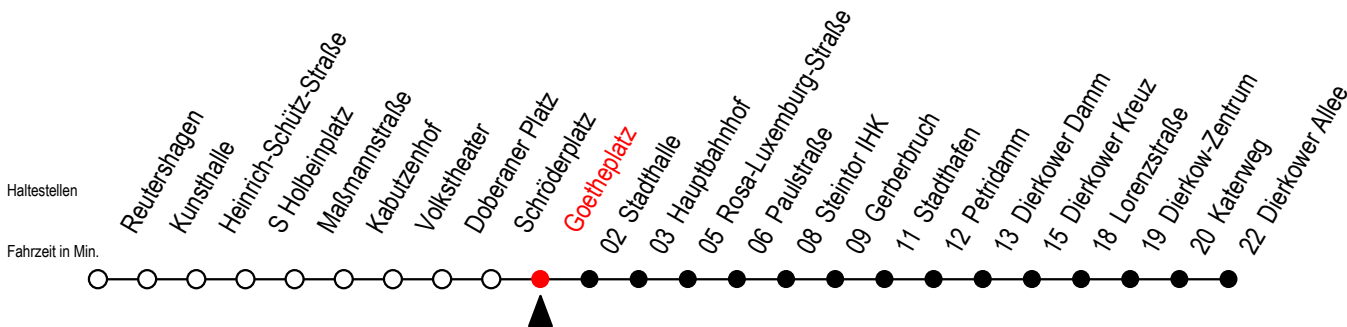 Haltestellen
Fahrzeit in Min.
Reutershagen
Kunsthalle
Heinrich-Schütz-Straße
S Holbeinplatz
Maßmannstraße
Kabutzenhof
Volkstheater
Doberaner Platz
Schröderplatz
Goetheplatz
02 Stadthalle
03 Hauptbahnhof
05 Rosa-Luxemburg-Straße
06 Paulstraße
08 Steintor IHK
09 Gerberbruch
11 Stadthafen
12 Petridamm
13 Dierkower Damm
15 Dierkower Kreuz
18 Lorenzstraße
19 Dierkow-Zentrum
20 Katerweg
22 Dierkower Allee